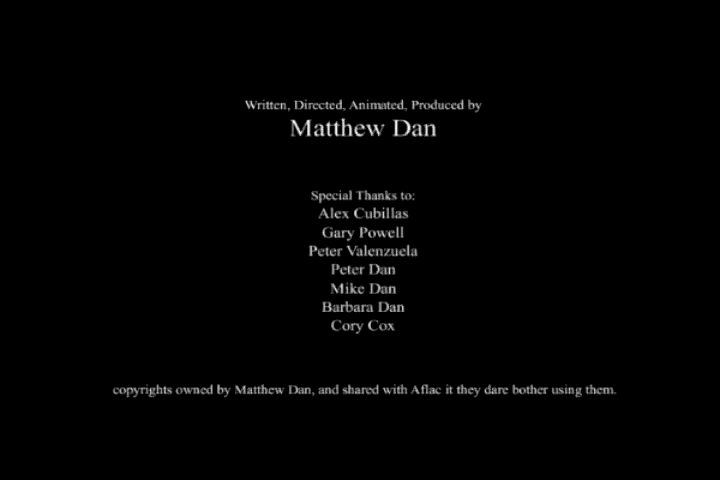 Written, Directed, Animated, Produced by
Matthew Dan
Special Thanks to:
Alex Cubillas
Gary Powell
Peter Valenzuela
Peter Dan
Mike Dan
Barbara Dan
Cory Cox
copyrights owned by Matthew Dan, and shared with Aflac it they dare bother using them.